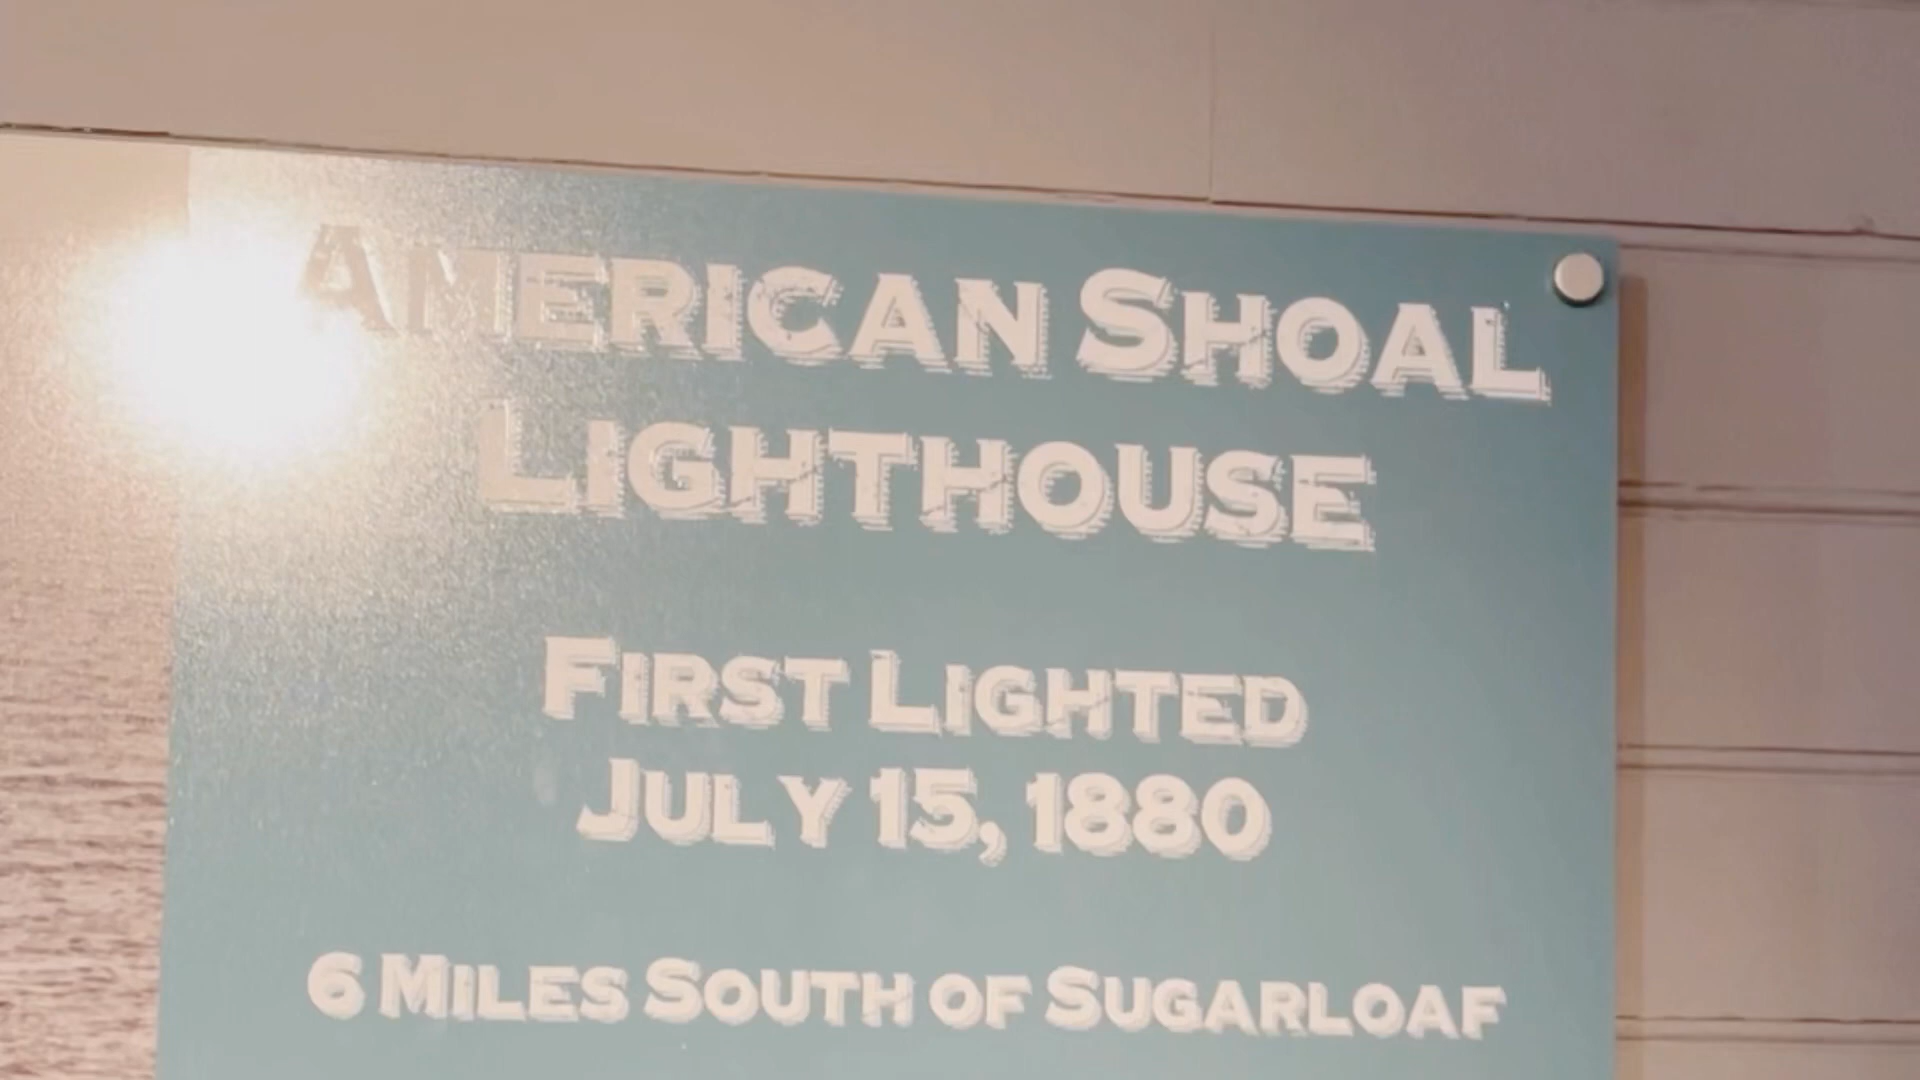 American Shoal
Lighthouse
First Lighted
July 15, 1880
6 Miles South of Sugarloaf